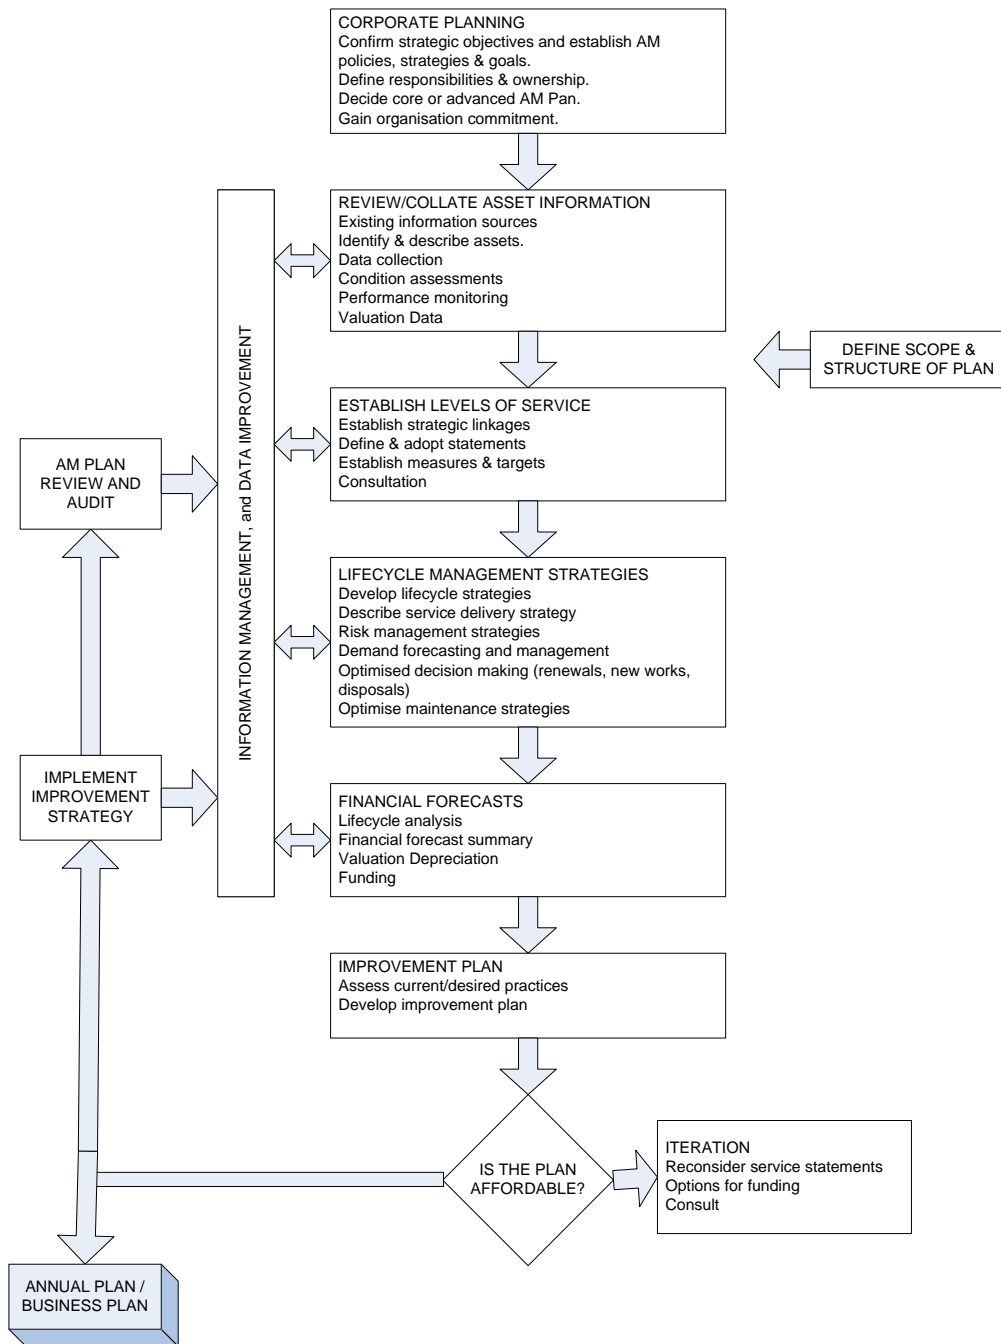 CORPORATE PLANNING
Confirm strategic objectives and establish AM
policies, strategies & goals.
Define responsibilities & ownership.
Decide core or advanced AM Pan.
Gain organisation commitment.
REVIEW/COLLATE ASSET INFORMATION
Existing information sources
Identify & describe assets.
Data collection
Condition assessments
Performance monitoring
Valuation Data
DEFINE SCOPE &
STRUCTURE OF PLAN
INFORMATION MANAGEMENT, and DATA IMPROVEMENT
ESTABLISH LEVELS OF SERVICE
Establish strategic linkages
Define & adopt statements
Establish measures & targets
Consultation
AM PLAN
REVIEW AND
AUDIT
LIFECYCLE MANAGEMENT STRATEGIES
Develop lifecycle strategies
Describe service delivery strategy
Risk management strategies
Demand forecasting and management
Optimised decision making (renewals, new works,
disposals)
Optimise maintenance strategies
IMPLEMENT
IMPROVEMENT
STRATEGY
FINANCIAL FORECASTS
Lifecycle analysis
Financial forecast summary
Valuation Depreciation
Funding
IMPROVEMENT PLAN
Assess current/desired practices
Develop improvement plan
IS THE PLAN
AFFORDABLE?
ITERATION
Reconsider service statements
Options for funding
Consult
ANNUAL PLAN /
BUSINESS PLAN